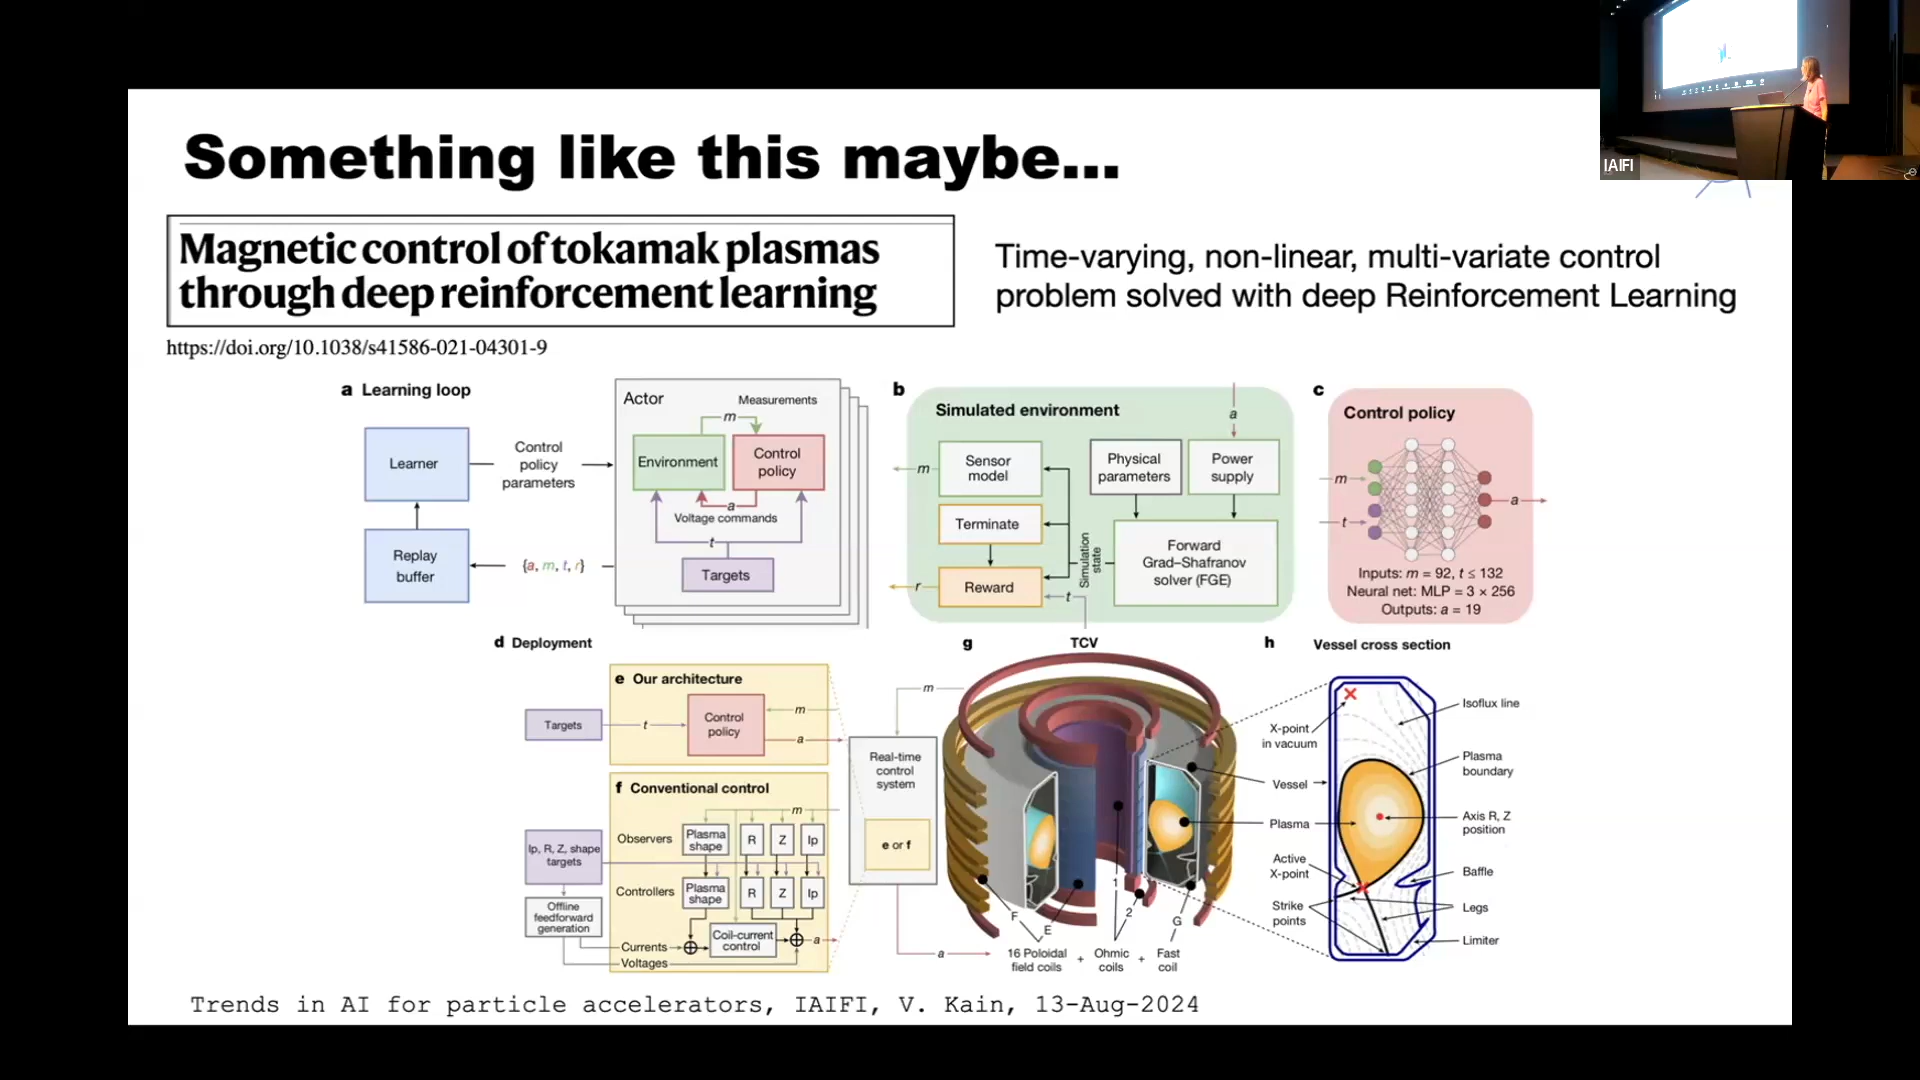 IAIFI
Something like this maybe...
Magnetic control of tokamak plasmas
through deep reinforcement learning
https://doi.org/10.1038/s41586-021-04301-9
Time-varying, non-linear, multi-variate control
problem solved with deep Reinforcement Learning
a Learning loop
Learner
Replay
buffer
Control
policy
parameters
{a, m, t, r}
Actor
Measurements
m
Environment
Control
policy
a
Voltage commands
t
Targets
b
Simulated environment
a
m
Sensor
model
Physical
parameters
Power
supply
Terminate
Reward
r
t
Simulation
state
Forward
Grad–Shafranov
solver (FGE)
c
Control policy
m
t
a
Inputs: m = 92, t ≤ 132
Neural net: MLP = 3 × 256
Outputs: a = 19
d Deployment
Targets
t
e Our architecture
Control
policy
m
a
f Conventional control
m
Observers
Plasma
shape
R
Z
Ip
Ip, R, Z, shape
targets
Controllers
Plasma
shape
R
Z
Ip
Offline
feedforward
generation
Coil-current
control
Currents
Voltages
a
m
Real-time
control
system
e or f
a
g
TCV
F
E
1
2
G
16 Poloidal
field coils
+
Ohmic
coils
+
Fast
coil
h
Vessel cross section
X-point
in vacuum
Vessel
Plasma
Active
X-point
Strike
points
Isoflux line
Plasma
boundary
Axis R, Z
position
Baffle
Legs
Limiter
Trends in AI for particle accelerators, IAIFI, V. Kain, 13-Aug-2024